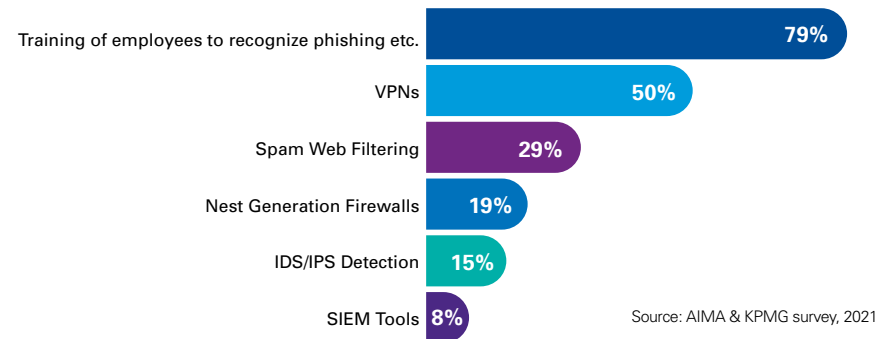 Training of employees to recognize phishing etc. 79%
VPNs 50%
Spam Web Filtering 29%
Nest Generation Firewalls 19%
IDS/IPS Detection 15%
SIEM Tools 8%
Source: AIMA & KPMG survey, 2021